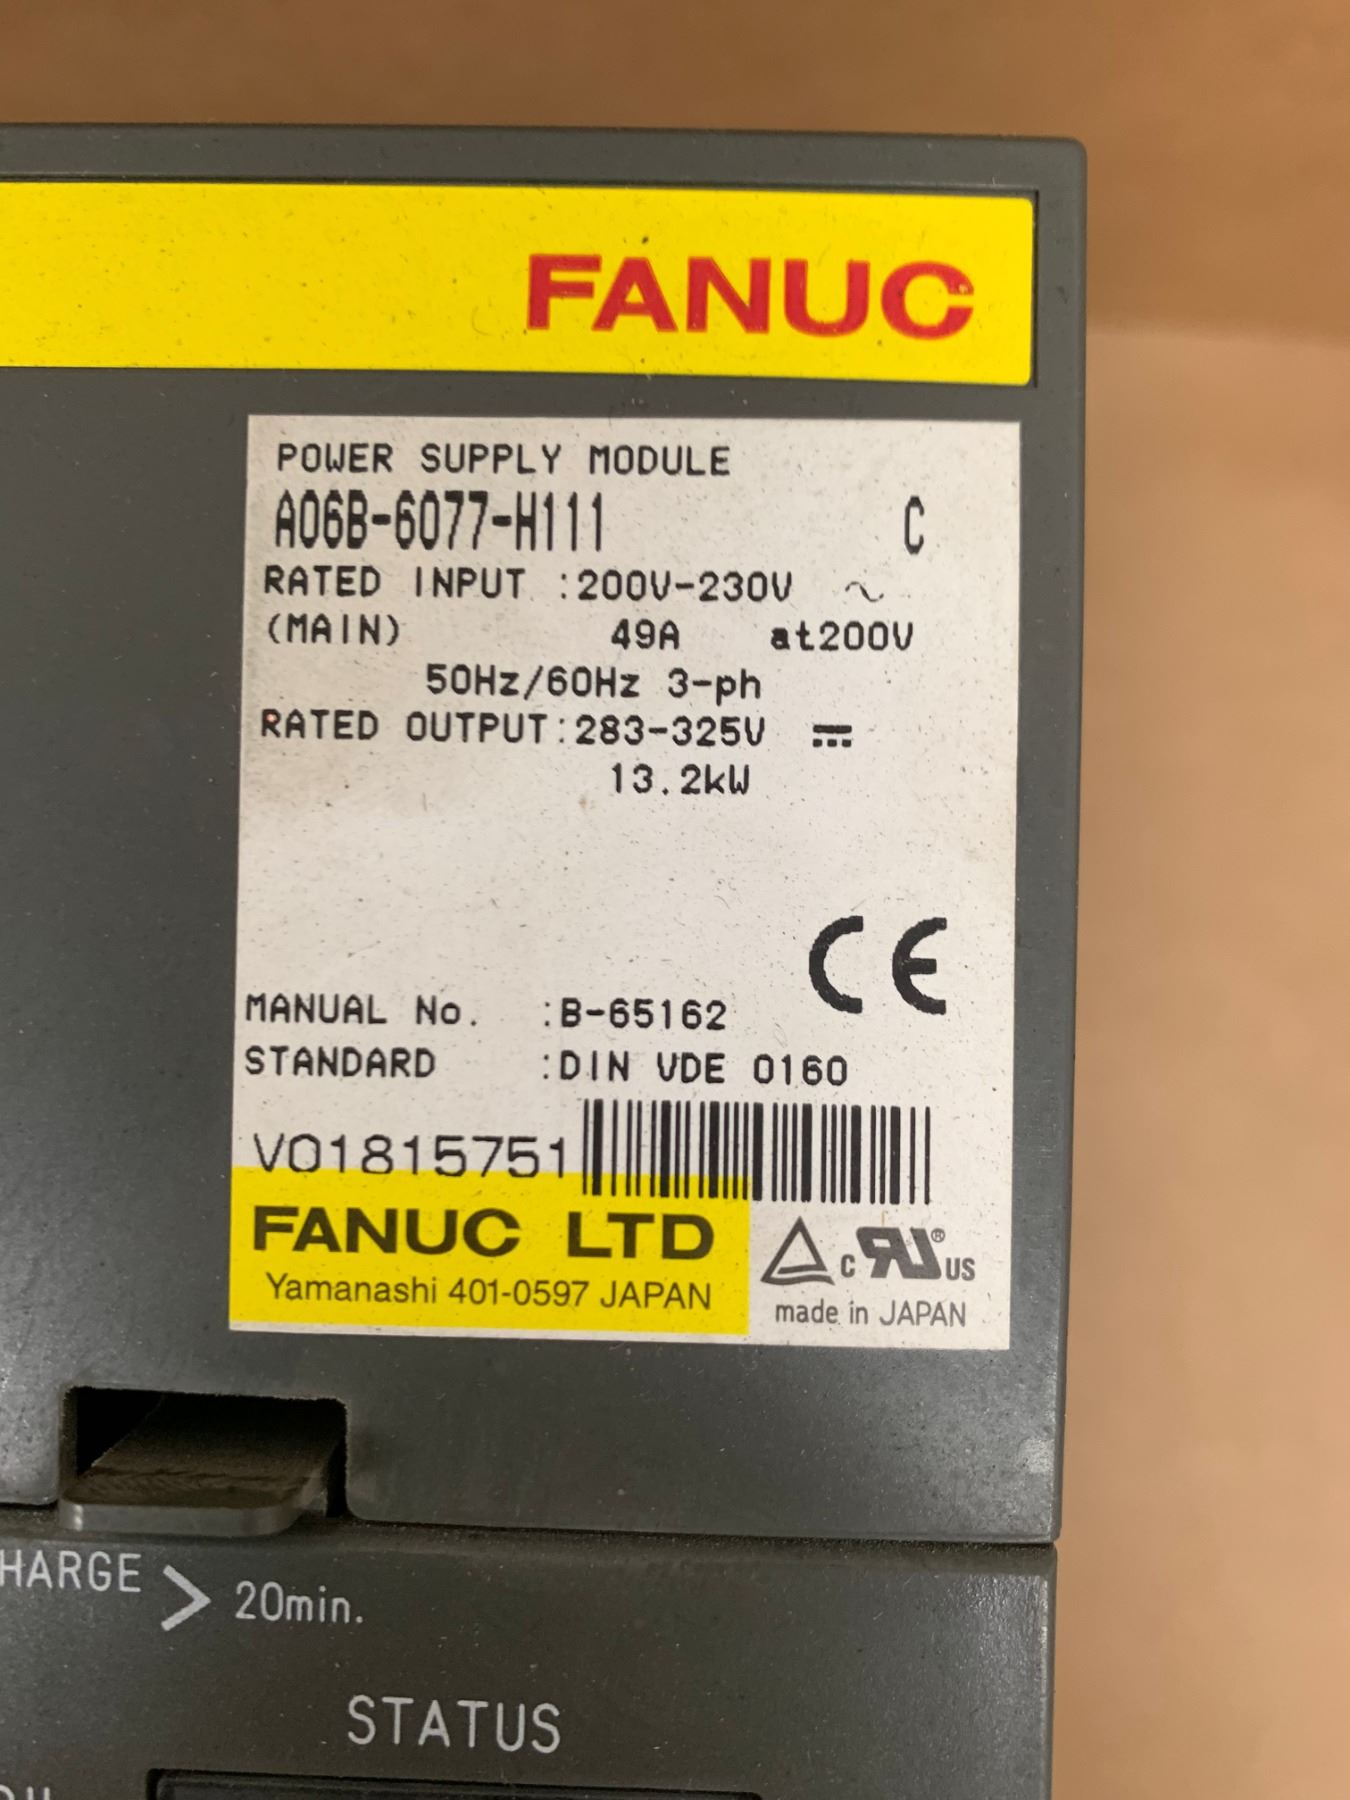 FANUC
POWER SUPPLY MODULE
A06B-6077-H111 C
RATED INPUT :200V-230V ~
(MAIN) 49A at200V
50Hz/60Hz 3-ph
RATED OUTPUT:283-325V ⎓
13.2kW
CE
MANUAL No. :B-65162
STANDARD :DIN VDE 0160
V01815751
FANUC LTD
Yamanashi 401-0597 JAPAN
c RU® US
made in JAPAN
HARGE > 20min.
STATUS